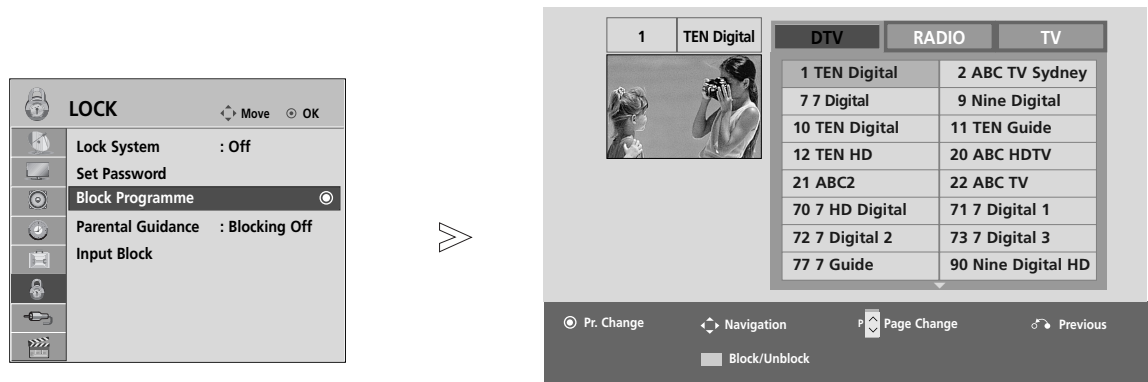 LOCK
Move OK
Lock System : Off
Set Password
Block Programme
Parental Guidance : Blocking Off
Input Block
1 TEN Digital
DTV RADIO TV
1 TEN Digital 2 ABC TV Sydney
7 7 Digital 9 Nine Digital
10 TEN Digital 11 TEN Guide
12 TEN HD 20 ABC HDTV
21 ABC2 22 ABC TV
70 7 HD Digital 71 7 Digital 1
72 7 Digital 2 73 7 Digital 3
77 7 Guide 90 Nine Digital HD
Pr. Change Navigation P Page Change Previous
Block/Unblock